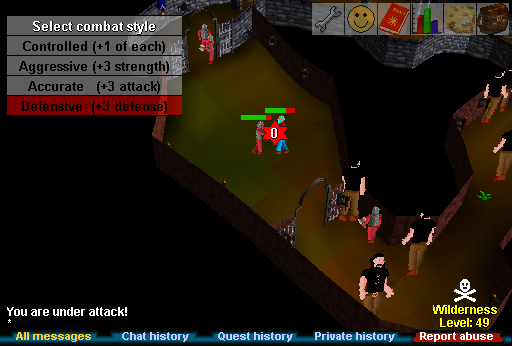 Select combat style
Controlled (+1 of each)
Aggressive (+3 strength)
Accurate (+3 attack)
Defensive (+3 defense)
0
You are under attack!
*
Wilderness
Level: 49
All messages
Chat history
Quest history
Private history
Report abuse